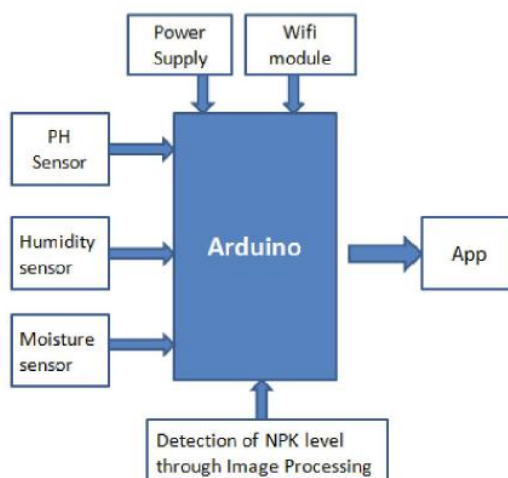 Power
Supply
Wifi
module
PH
Sensor
Humidity
sensor
Moisture
sensor
Arduino
App
Detection of NPK level
through Image Processing